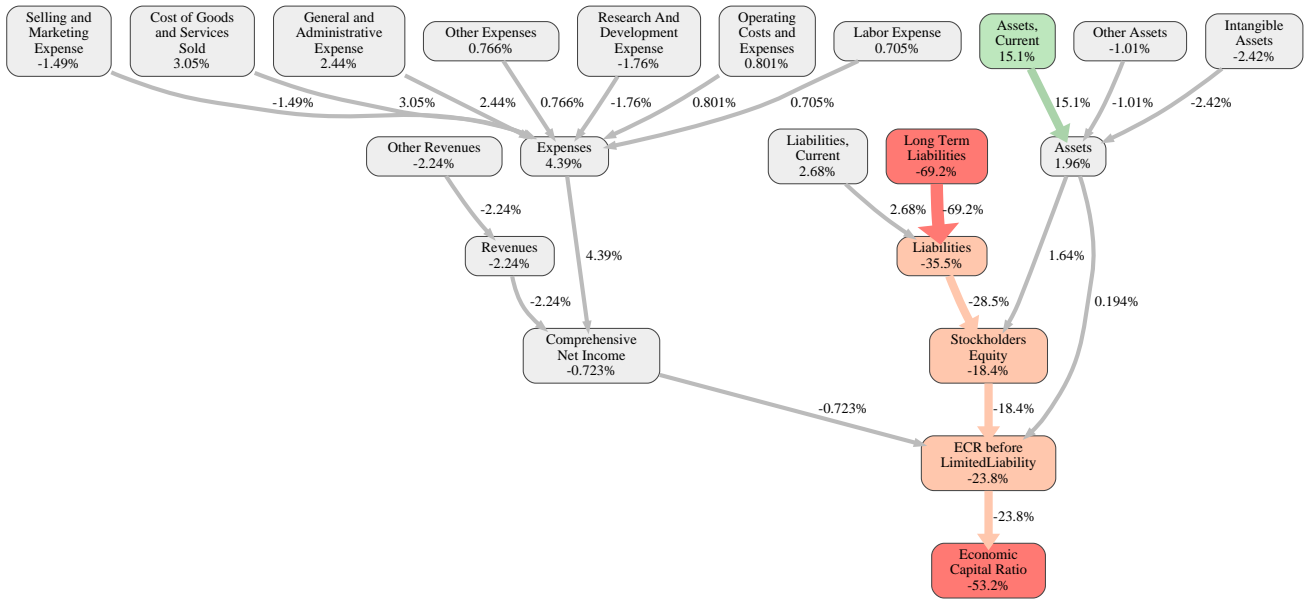 Selling and
Marketing
Expense
-1.49%
Cost of Goods
and Services
Sold
3.05%
General and
Administrative
Expense
2.44%
Other Expenses
0.766%
Research And
Development
Expense
-1.76%
Operating
Costs and
Expenses
0.801%
Labor Expense
0.705%
Assets,
Current
15.1%
Other Assets
-1.01%
Intangible
Assets
-2.42%
-1.49%
3.05%
2.44%
0.766%
-1.76%
0.801%
0.705%
15.1%
-1.01%
-2.42%
Other Revenues
-2.24%
Expenses
4.39%
Liabilities,
Current
2.68%
Long Term
Liabilities
-69.2%
Assets
1.96%
-2.24%
2.68%
-69.2%
Revenues
-2.24%
4.39%
Liabilities
-35.5%
1.64%
-2.24%
-28.5%
0.194%
Comprehensive
Net Income
-0.723%
Stockholders
Equity
-18.4%
-0.723%
-18.4%
ECR before
LimitedLiability
-23.8%
-23.8%
Economic
Capital Ratio
-53.2%